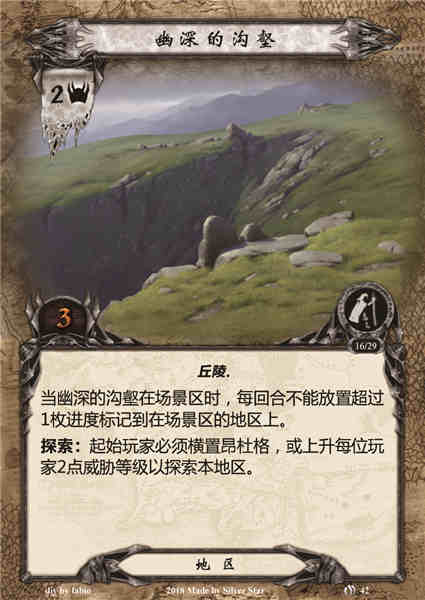 幽深的沟壑
2
3
16/29
丘陵.
当幽深的沟壑在场景区时，每回合不能放置超过
1枚进度标记到在场景区的地区上。
探索：起始玩家必须横置昂杜格，或上升每位玩
家2点威胁等级以探索本地区。
地区
diy by fabio
2018 Made by Silver Star
42